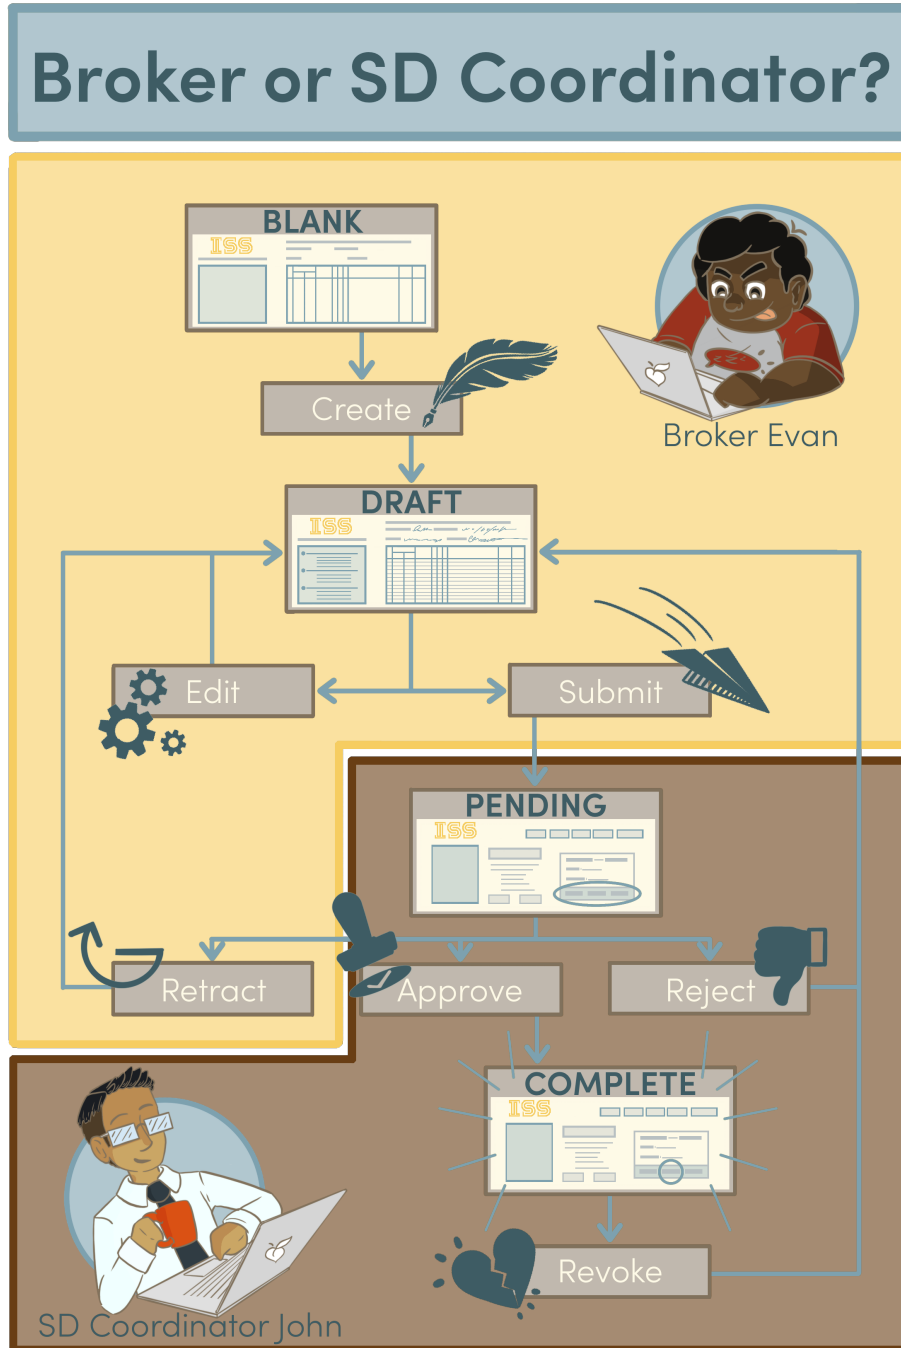 Broker or SD Coordinator?
BLANK
ISS
Create
Broker Evan
DRAFT
ISS
Edit
Submit
PENDING
ISS
Retract
Approve
Reject
COMPLETE
ISS
Revoke
SD Coordinator John